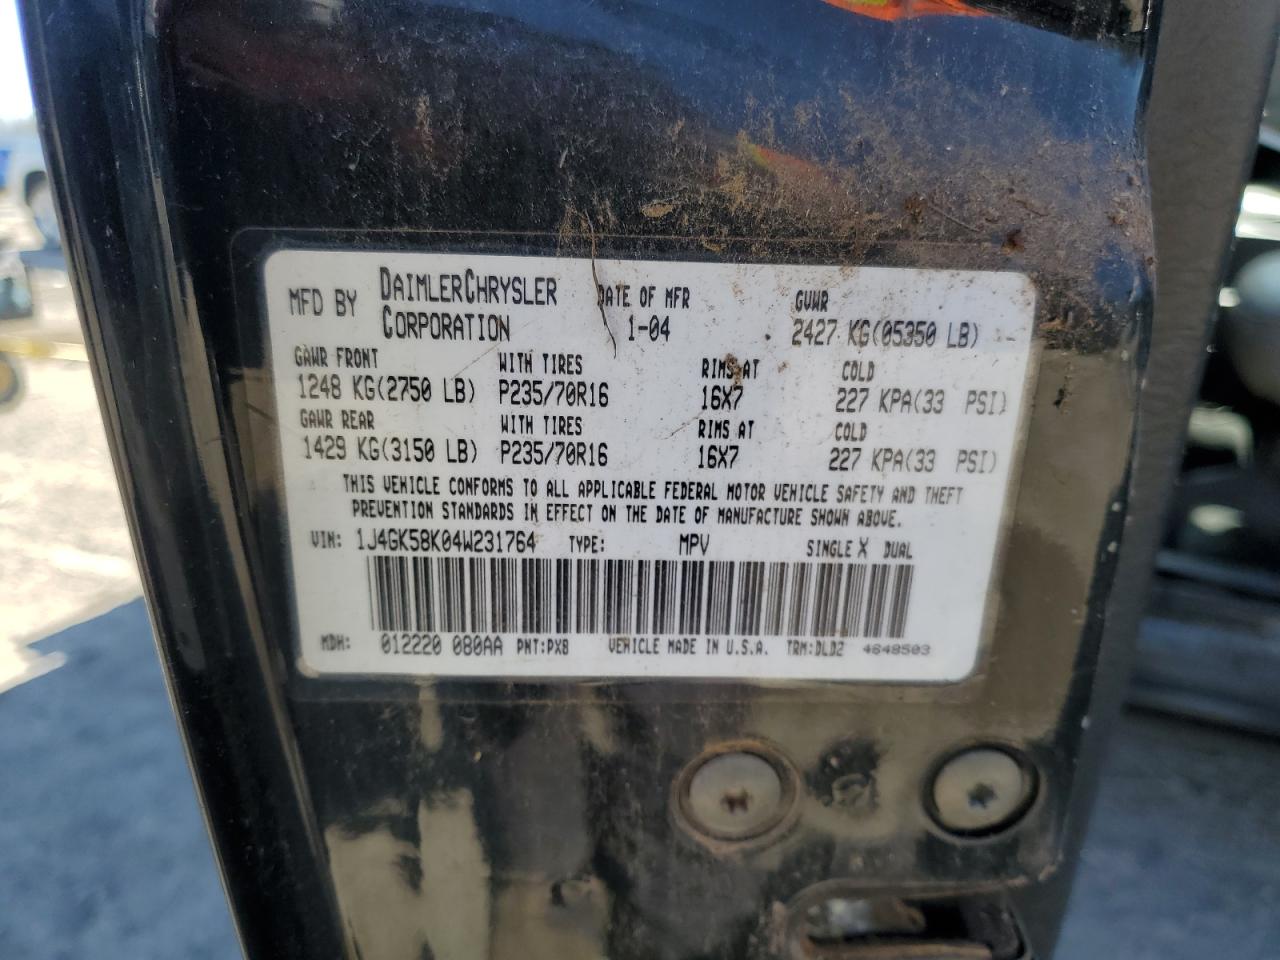 MFD BY DAIMLERCHRYSLER CORPORATION DATE OF MFR 1-04 GVWR 2427 KG(05350 LB)
GAWR FRONT WITH TIRES RIMS AT COLD
1248 KG(2750 LB) P235/70R16 16X7 227 KPA(33 PSI)
GAWR REAR WITH TIRES RIMS AT COLD
1429 KG(3150 LB) P235/70R16 16X7 227 KPA(33 PSI)
THIS VEHICLE CONFORMS TO ALL APPLICABLE FEDERAL MOTOR VEHICLE SAFETY AND THEFT
PREVENTION STANDARDS IN EFFECT ON THE DATE OF MANUFACTURE SHOWN ABOVE.
VIN: 1J4GK58K04W231764 TYPE: MPV SINGLE X DUAL
MDH: 012220 080AA PNT:PX8 VEHICLE MADE IN U.S.A. TRM:DLD2 4648503